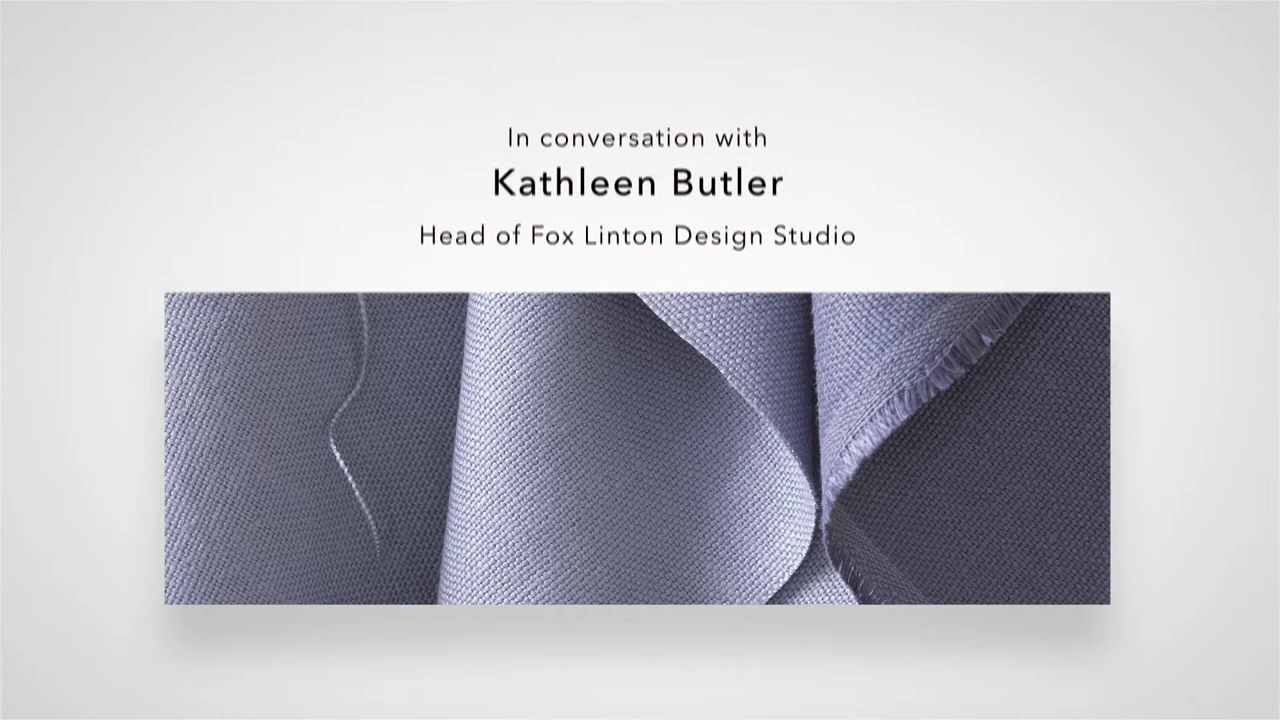 In conversation with
Kathleen Butler
Head of Fox Linton Design Studio